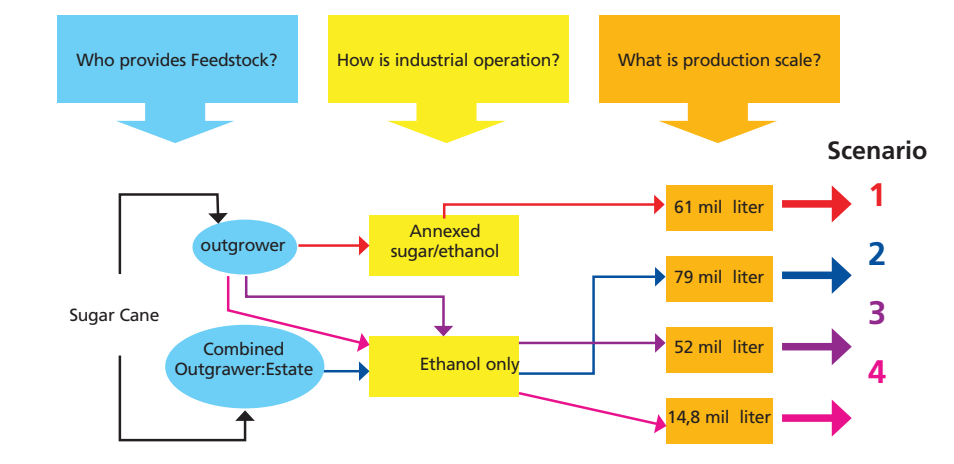 Who provides Feedstock?
How is industrial operation?
What is production scale?
Scenario
1
61 mil liter
Annexed
sugar/ethanol
outgrower
2
79 mil liter
Sugar Cane
3
52 mil liter
Combined
Outgrawer:Estate
Ethanol only
4
14,8 mil liter